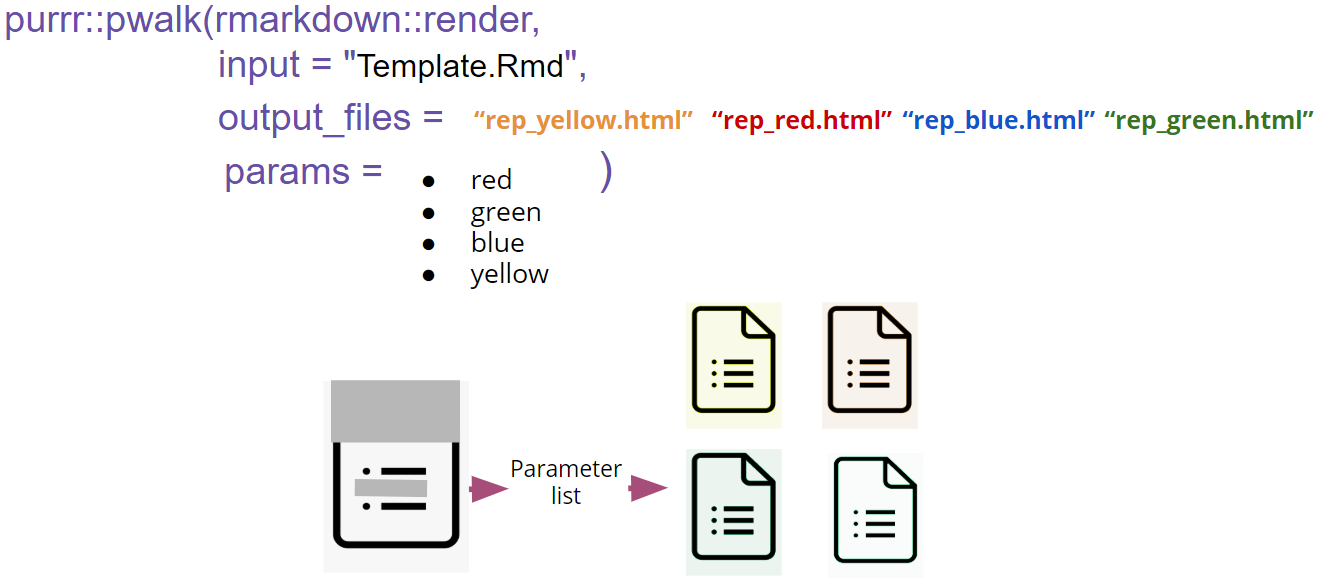 purrr::pwalk(rmarkdown::render,
input = "Template.Rmd",
output_files = “rep_yellow.html” “rep_red.html” “rep_blue.html” “rep_green.html”
params = )
● red
● green
● blue
● yellow
Parameter
list